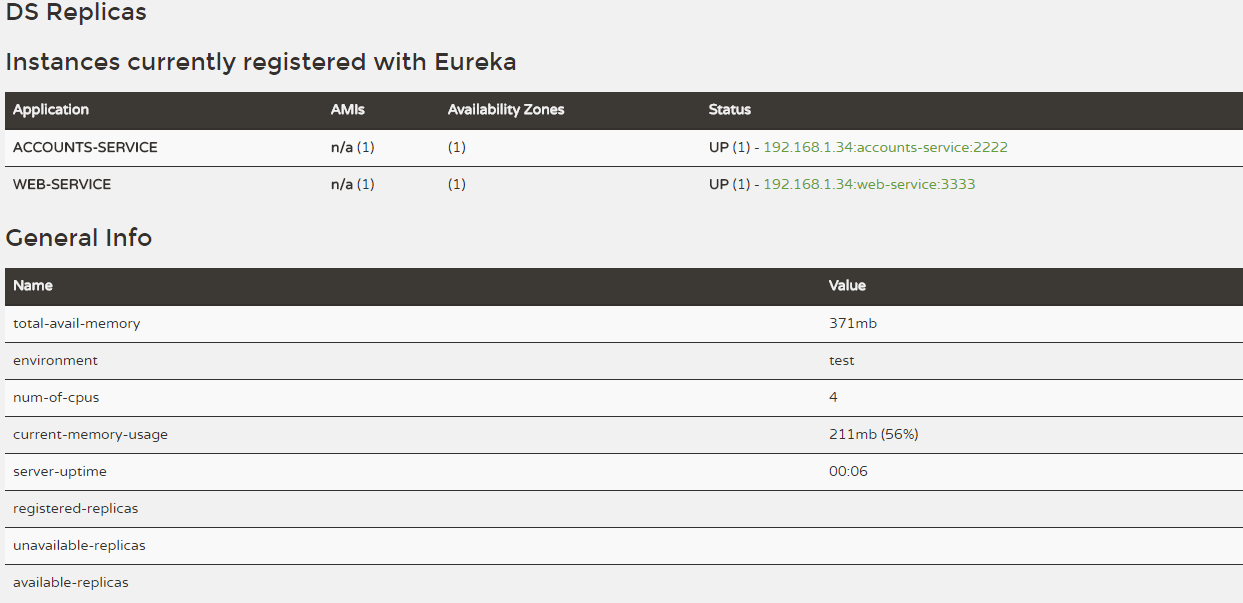 DS Replicas
Instances currently registered with Eureka
Application AMIs Availability Zones Status
ACCOUNTS-SERVICE n/a (1) (1) UP (1) - 192.168.1.34:accounts-service:2222
WEB-SERVICE n/a (1) (1) UP (1) - 192.168.1.34:web-service:3333
General Info
Name Value
total-avail-memory 371mb
environment test
num-of-cpus 4
current-memory-usage 211mb (56%)
server-uptime 00:06
registered-replicas
unavailable-replicas
available-replicas